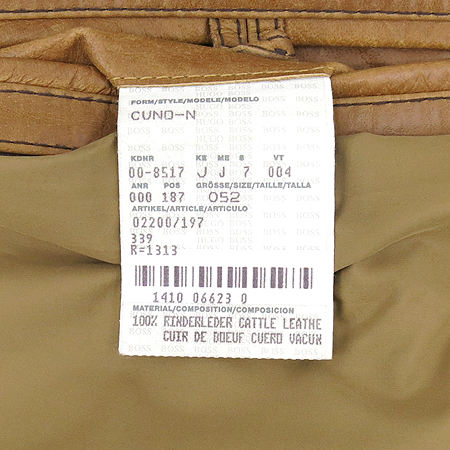 FORM/STYLE/MODELE/MODELO
CUNO-N
KDNR KE ME S VT
00-8517 J J 7 004
ANR POS GRÖSSE/SIZE/TAILLE/TALLA
000 187 052
ARTIKEL/ARTICLE/ARTICULO
02200/197
339
R=1313
1410 06623 0
MATERIAL/COMPOSITION/COMPOSICION
100% RINDERLEDER CATTLE LEATHE
CUIR DE BOEUF CUERO VACUN